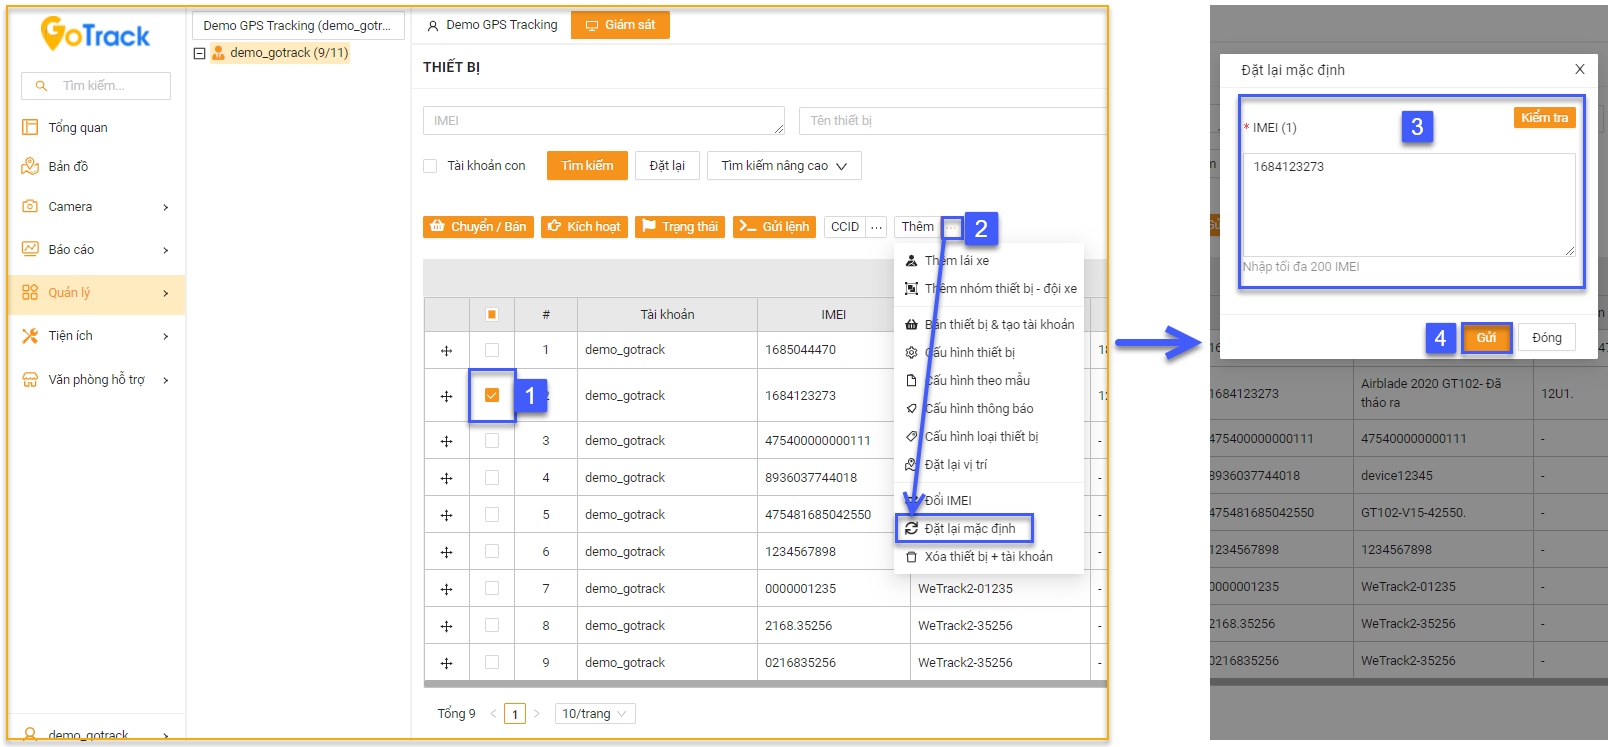 GoTrack
Tìm kiếm...
Tổng quan
Bản đồ
Camera
Báo cáo
Quản lý
Tiện ích
Văn phòng hỗ trợ
demo_gotrack
Demo GPS Tracking (demo_gotr...
demo_gotrack (9/11)
Demo GPS Tracking
Giám sát
THIẾT BỊ
IMEI
Tên thiết bị
Tài khoản con
Tìm kiếm
Đặt lại
Tìm kiếm nâng cao
Chuyển / Bán
Kích hoạt
Trạng thái
Gửi lệnh
CCID ...
Thêm
2
Thêm lái xe
Thêm nhóm thiết bị - đội xe
Bán thiết bị & tạo tài khoản
Cấu hình thiết bị
Cấu hình theo mẫu
Cấu hình thông báo
Cấu hình loại thiết bị
Đặt lại vị trí
Đổi IMEI
Đặt lại mặc định
Xóa thiết bị + tài khoản
# Tài khoản IMEI
1 demo_gotrack 1685044470
1 2 demo_gotrack 1684123273
3 demo_gotrack 475400000000111
4 demo_gotrack 8936037744018 -
5 demo_gotrack 475481685042550 -
6 demo_gotrack 1234567898
7 demo_gotrack 0000001235 WeTrack2-01235 -
8 demo_gotrack 2168.35256 WeTrack2-35256 -
9 demo_gotrack 0216835256 WeTrack2-35256 -
Tổng 9 < 1 > 10/trang
Đặt lại mặc định X
* IMEI (1)
3
Kiểm tra
1684123273
Nhập tối đa 200 IMEI
4
Gửi
Đóng
1684123273 Airblade 2020 GT102- Đã tháo ra 12U1.
475400000000111 475400000000111 -
8936037744018 device12345 -
475481685042550 GT102-V15-42550. -
1234567898 1234567898 -
0000001235 WeTrack2-01235 -
2168.35256 WeTrack2-35256 -
0216835256 WeTrack2-35256 -